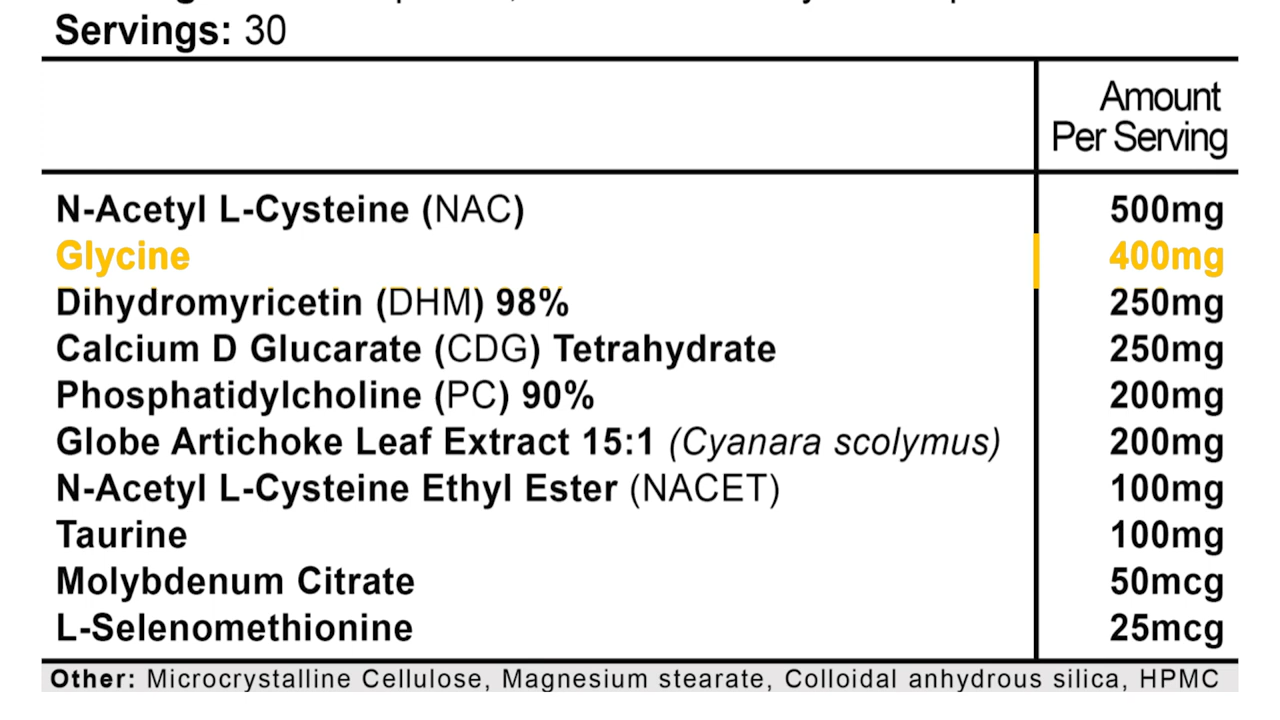 Servings: 30
Amount
Per Serving
N-Acetyl L-Cysteine (NAC) 500mg
Glycine 400mg
Dihydromyricetin (DHM) 98% 250mg
Calcium D Glucarate (CDG) Tetrahydrate 250mg
Phosphatidylcholine (PC) 90% 200mg
Globe Artichoke Leaf Extract 15:1 (Cyanara scolymus) 200mg
N-Acetyl L-Cysteine Ethyl Ester (NACET) 100mg
Taurine 100mg
Molybdenum Citrate 50mcg
L-Selenomethionine 25mcg
Other: Microcrystalline Cellulose, Magnesium stearate, Colloidal anhydrous silica, HPMC